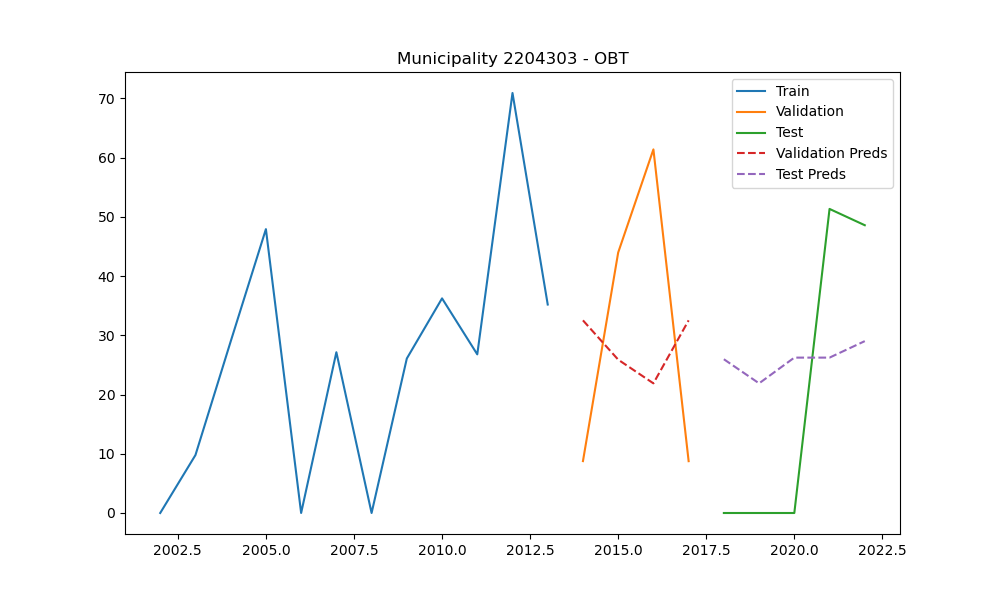 Municipality 2204303 - OBT
Train
Validation
Test
Validation Preds
Test Preds
70
60
50
40
30
20
10
0
2002.5 2005.0 2007.5 2010.0 2012.5 2015.0 2017.5 2020.0 2022.5